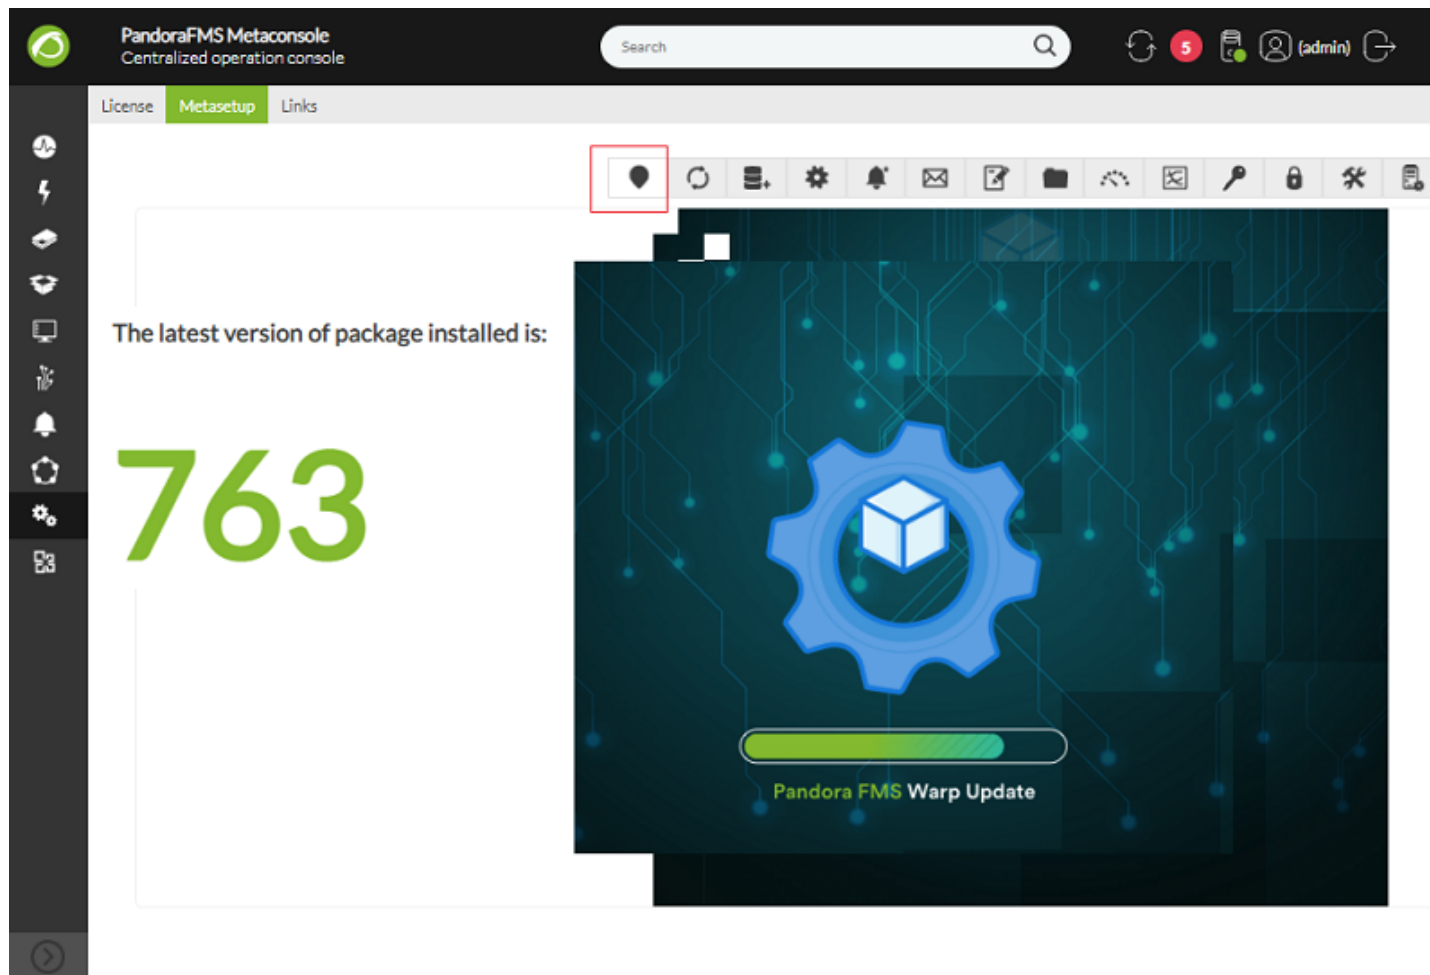 PandoraFMS Metaconsole
Centralized operation console
Search
5
(admin)
License Metasetup Links
The latest version of package installed is:
763
Pandora FMS Warp Update